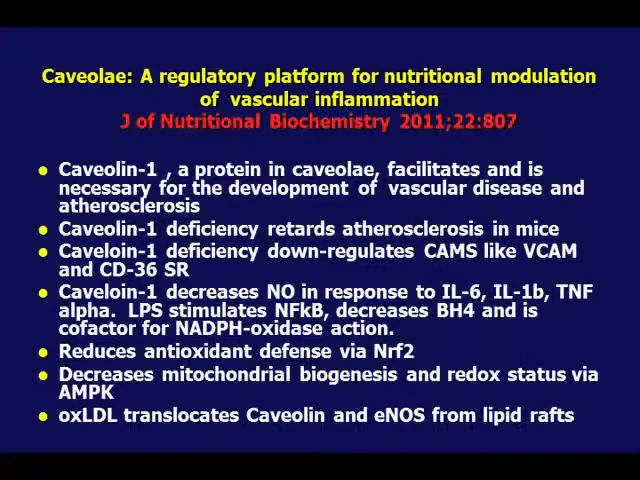 Caveolae: A regulatory platform for nutritional modulation
of vascular inflammation
J of Nutritional Biochemistry 2011;22:807
• Caveolin-1 , a protein in caveolae, facilitates and is
necessary for the development of vascular disease and
atherosclerosis
• Caveolin-1 deficiency retards atherosclerosis in mice
• Caveloin-1 deficiency down-regulates CAMS like VCAM
and CD-36 SR
• Caveloin-1 decreases NO in response to IL-6, IL-1b, TNF
alpha. LPS stimulates NFkB, decreases BH4 and is
cofactor for NADPH-oxidase action.
• Reduces antioxidant defense via Nrf2
• Decreases mitochondrial biogenesis and redox status via
AMPK
• oxLDL translocates Caveolin and eNOS from lipid rafts